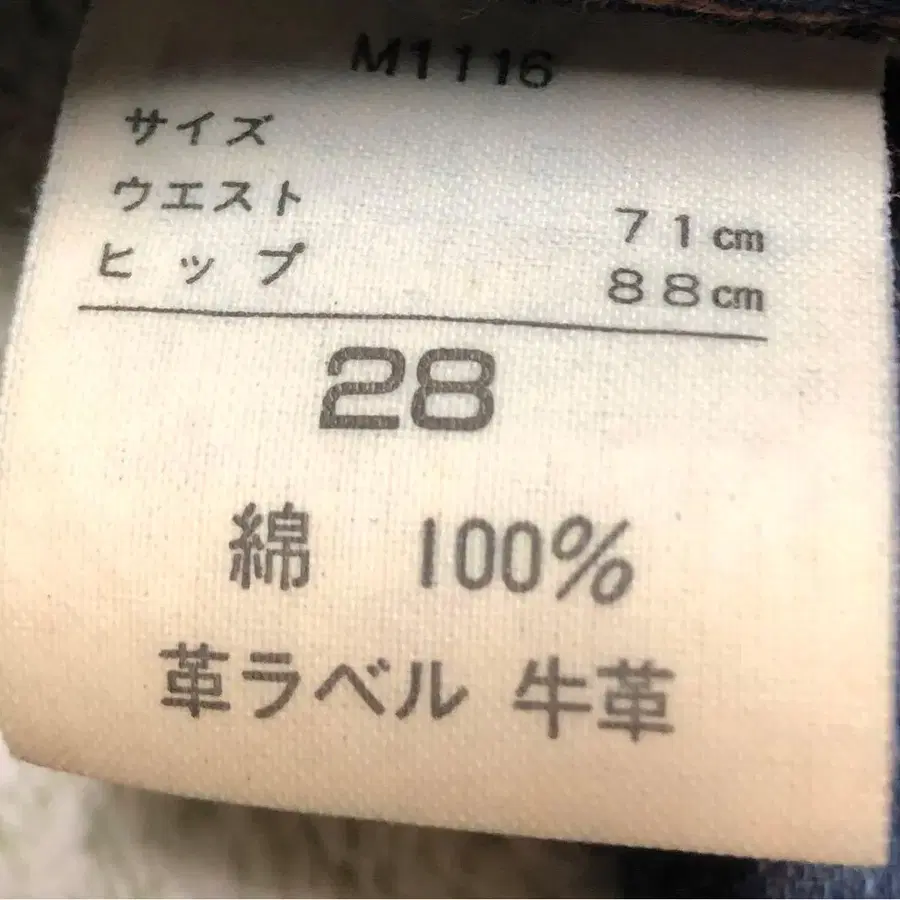 M1116
サイズ
ウエスト 71cm
ヒップ 88cm
28
綿 100%
革ラベル 牛革